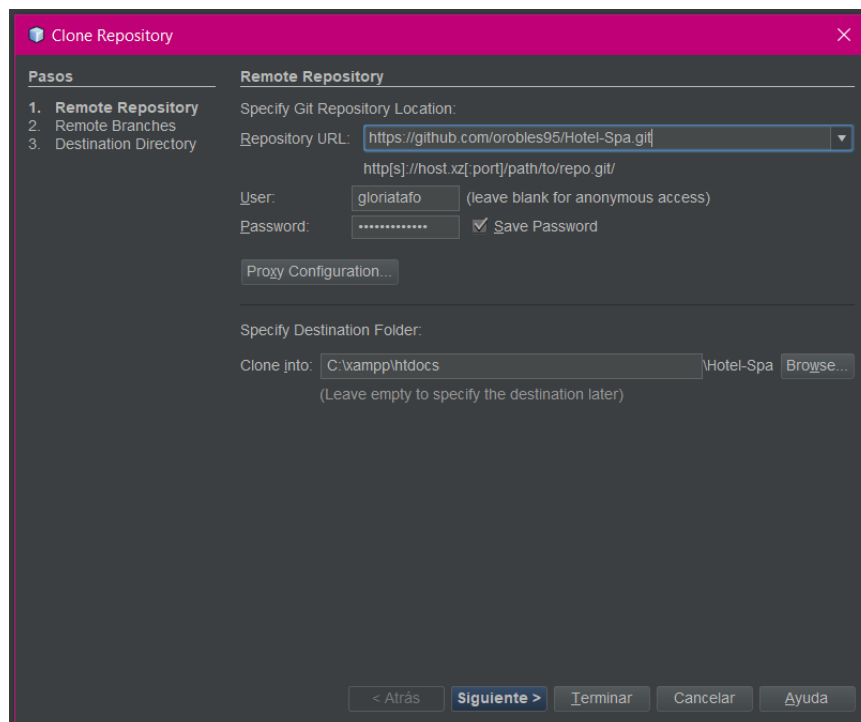 Clone Repository
Pasos
1. Remote Repository
2. Remote Branches
3. Destination Directory
Remote Repository
Specify Git Repository Location:
Repository URL: https://github.com/orobles95/Hotel-Spa.git
http[s]://host.xz[:port]/path/to/repo.git/
User: gloriatafo (leave blank for anonymous access)
Password: ••••••••••••• Save Password
Proxy Configuration...
Specify Destination Folder:
Clone into: C:\xampp\htdocs \Hotel-Spa Browse...
(Leave empty to specify the destination later)
< Atrás Siguiente > Terminar Cancelar Ayuda